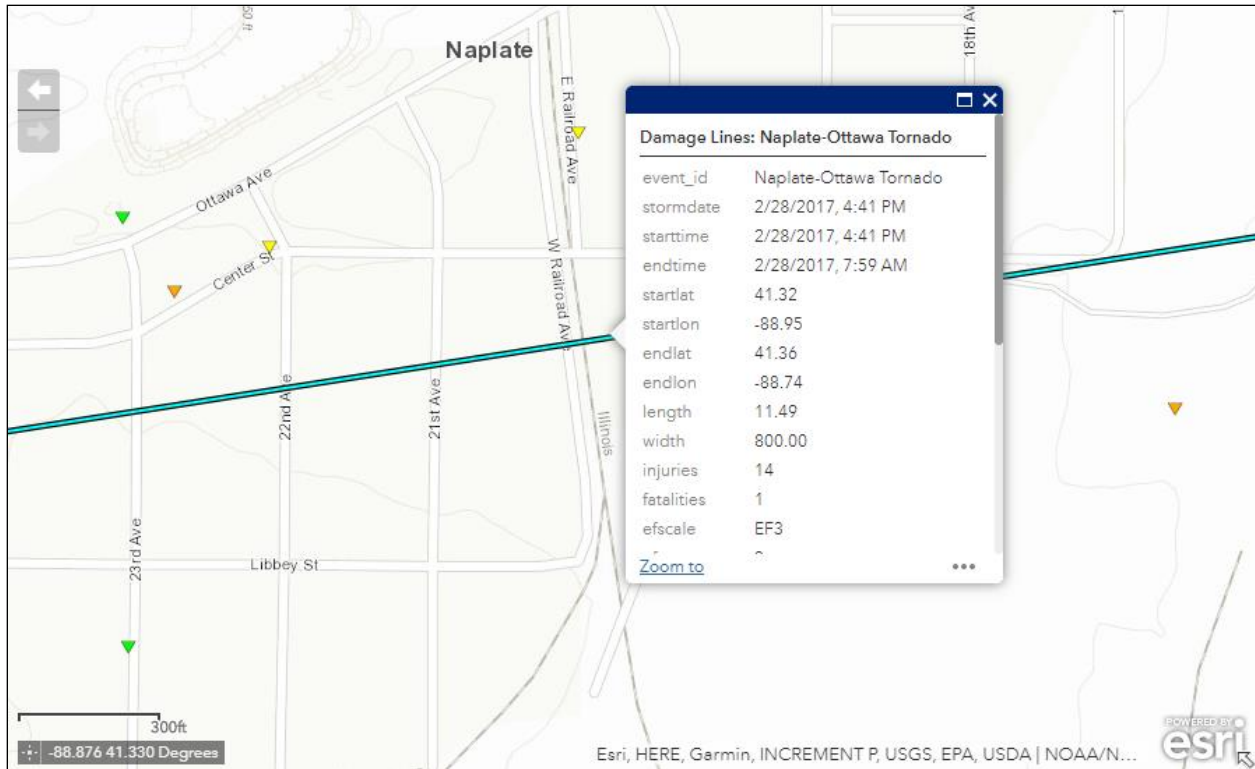 50 ft
Naplate
18th Av
1
E Railroad Ave
Damage Lines: Naplate-Ottawa Tornado
event_id Naplate-Ottawa Tornado
stormdate 2/28/2017, 4:41 PM
starttime 2/28/2017, 4:41 PM
endtime 2/28/2017, 7:59 AM
startlat 41.32
startlon -88.95
endlat 41.36
endlon -88.74
length 11.49
width 800.00
injuries 14
fatalities 1
efscale EF3
Zoom to
Ottawa Ave
Center St
W Railroad Ave
22nd Ave
21st Ave
Illinois
23rd Ave
Libbey St
300ft
-88.876 41.330 Degrees
Esri, HERE, Garmin, INCREMENT P, USGS, EPA, USDA | NOAA/N...
POWERED BY
esri